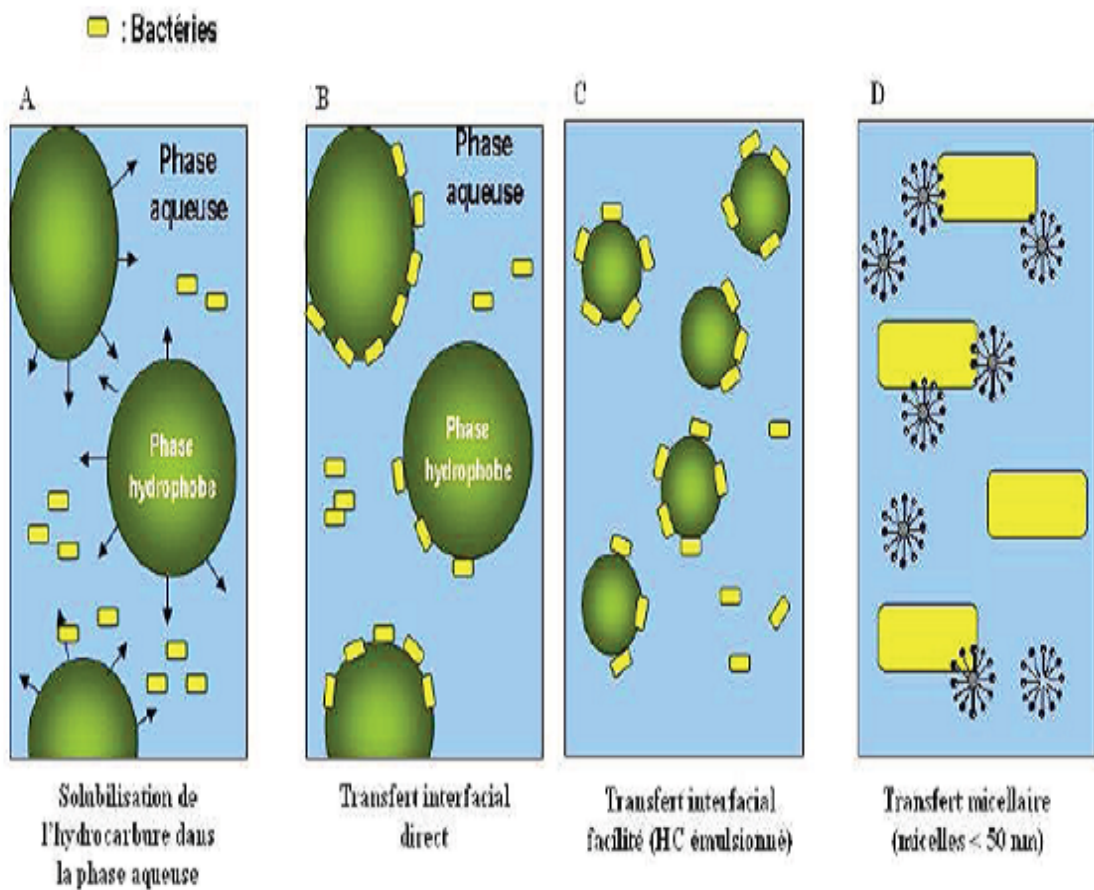 : Bactéries
A
B
C
D
Phase
aqueuse
Phase
hydrophobe
Phase
aqueuse
Phase
hydrophobe
Solubilisation de
l'hydrocarbure dans
la phase aqueuse
Transfert interfacial
direct
Transfert interfacial
facilité (HC émulsionné)
Transfert micellaire
(micelles < 50 nm)